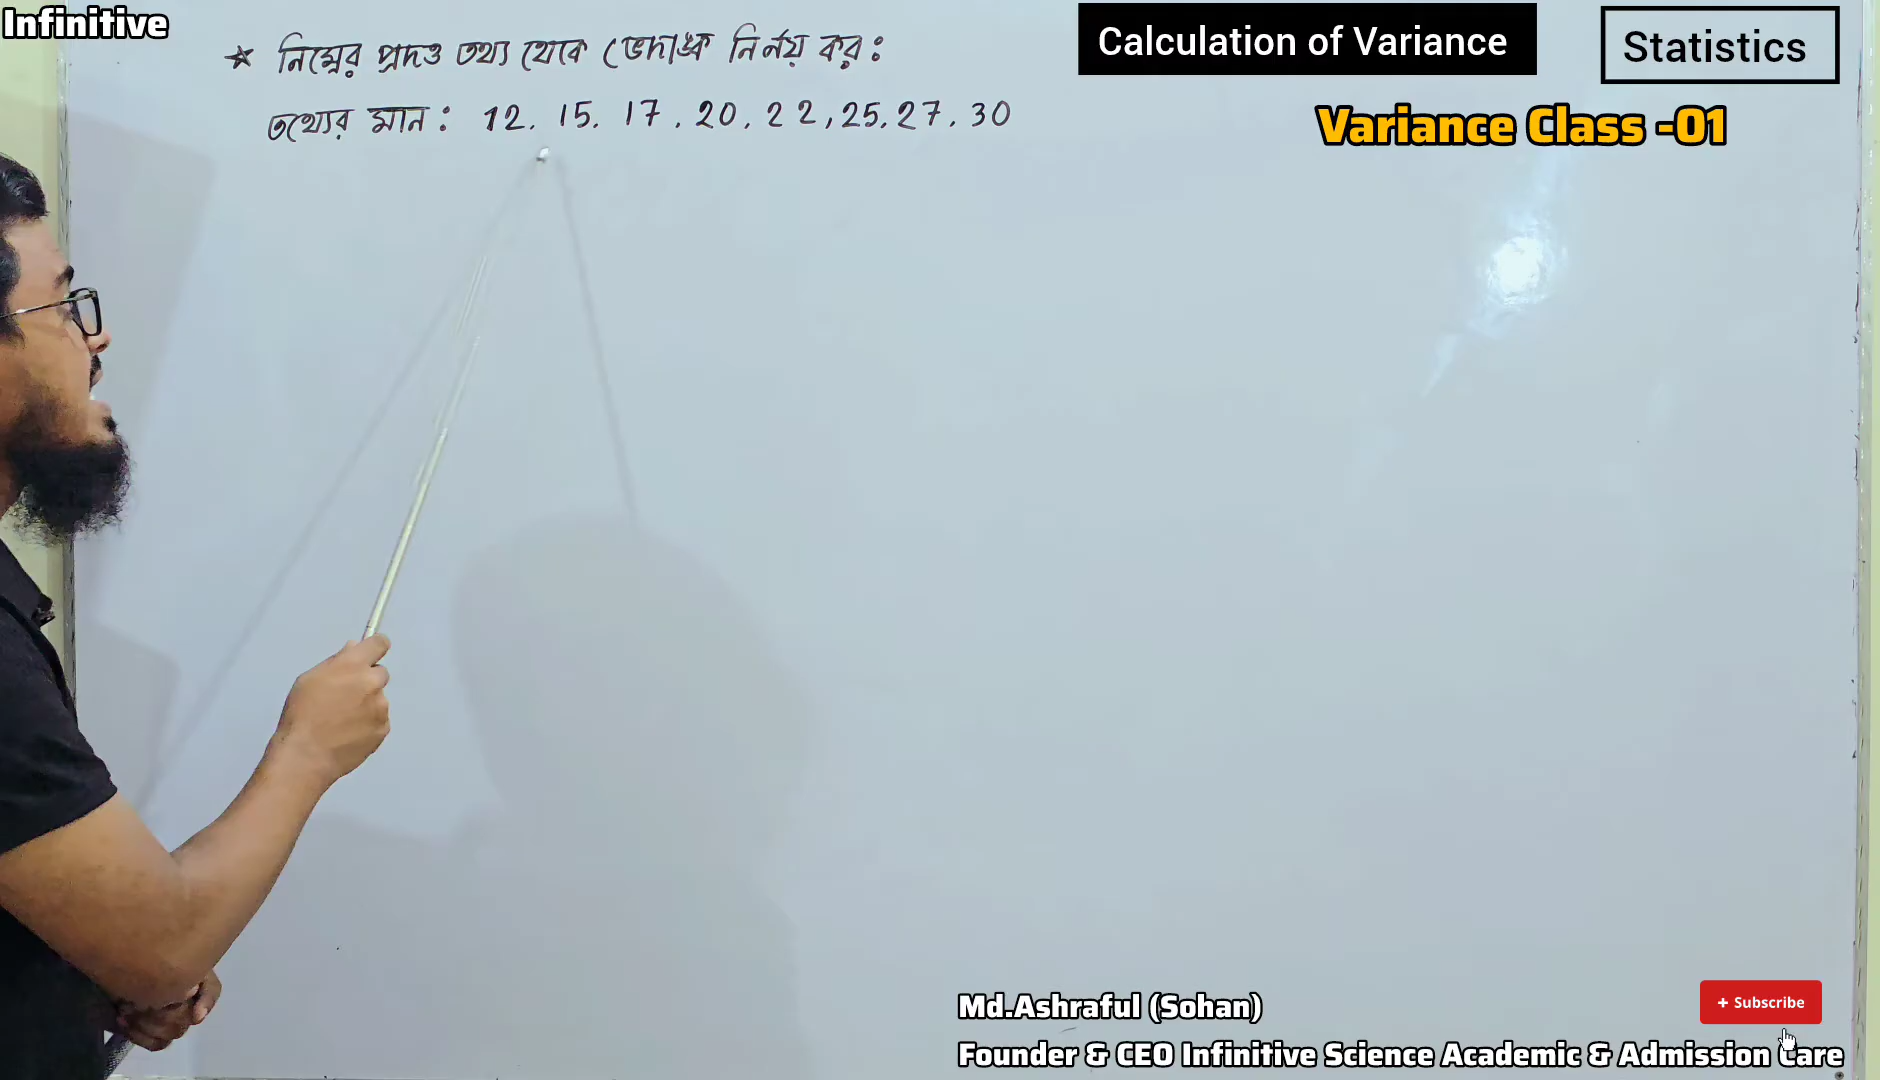 Infinitive
★ নিম্নের প্রদত্ত তথ্য থেকে ভেদাঙ্ক নির্নয় কর:
তথ্যের মান: 12, 15, 17, 20, 22, 25, 27, 30
Calculation of Variance
Statistics
Variance Class -01
Md.Ashraful (Sohan)
+ Subscribe
Founder & CEO Infinitive Science Academic & Admission Care